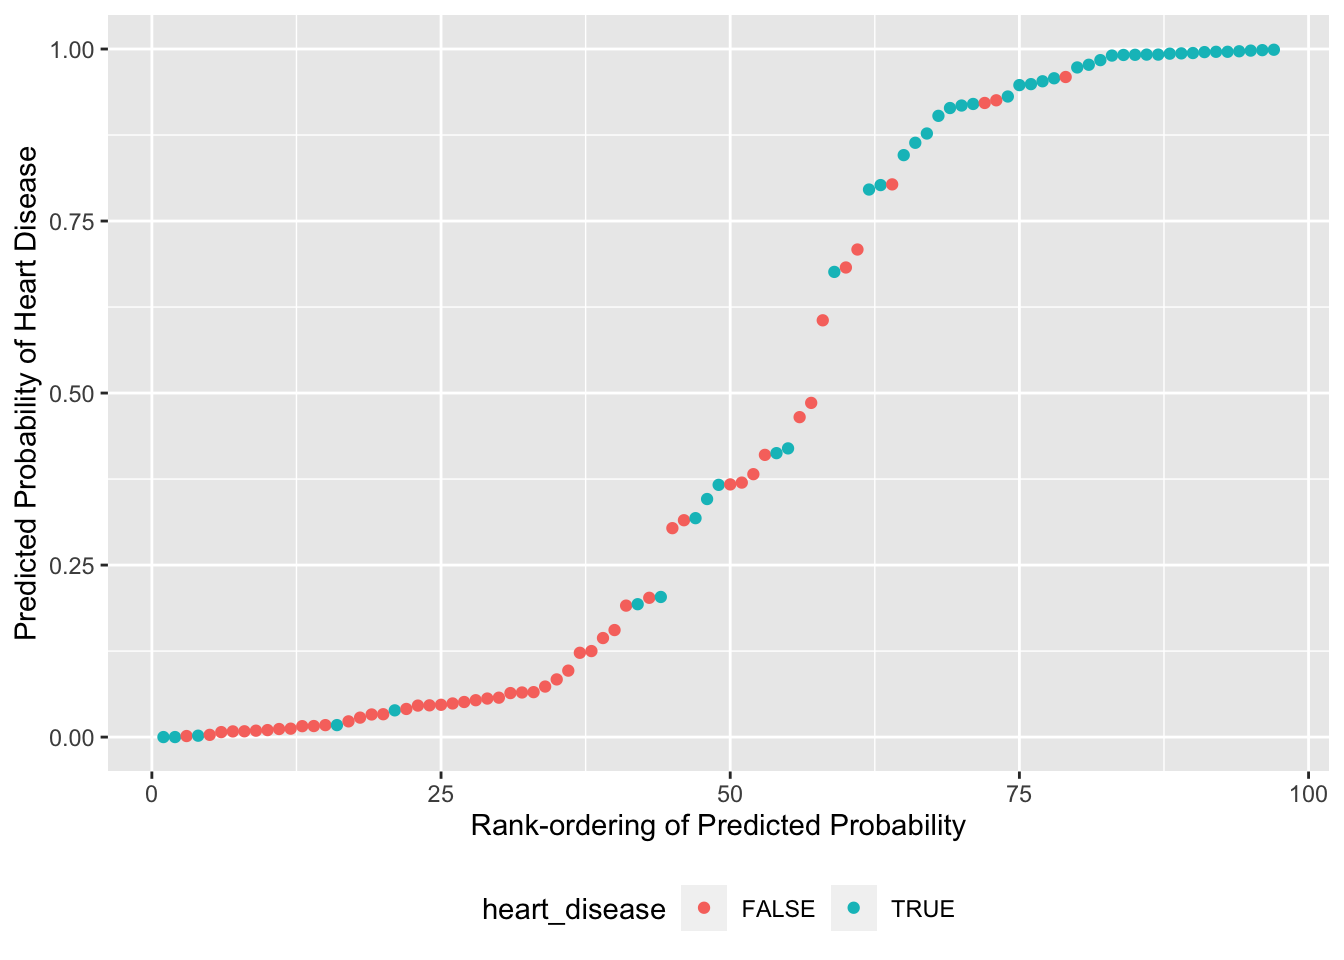 Predicted Probability of Heart Disease
1.00
0.75
0.50
0.25
0.00
0 25 50 75 100
Rank-ordering of Predicted Probability
heart_disease FALSE TRUE